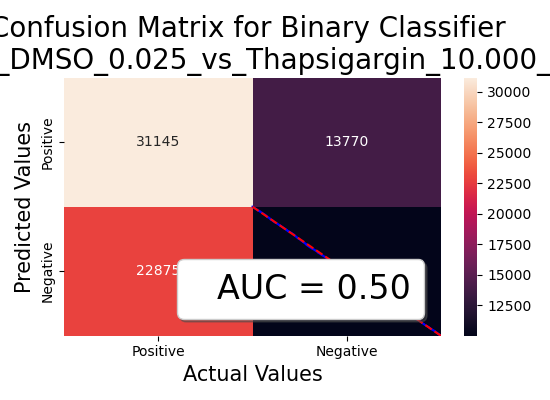 Confusion Matrix for Binary Classifier
_DMSO_0.025_vs_Thapsigargin_10.000_
Predicted Values
Positive
Negative
31145
13770
22875
AUC = 0.50
Positive
Negative
Actual Values
30000
27500
25000
22500
20000
17500
15000
12500